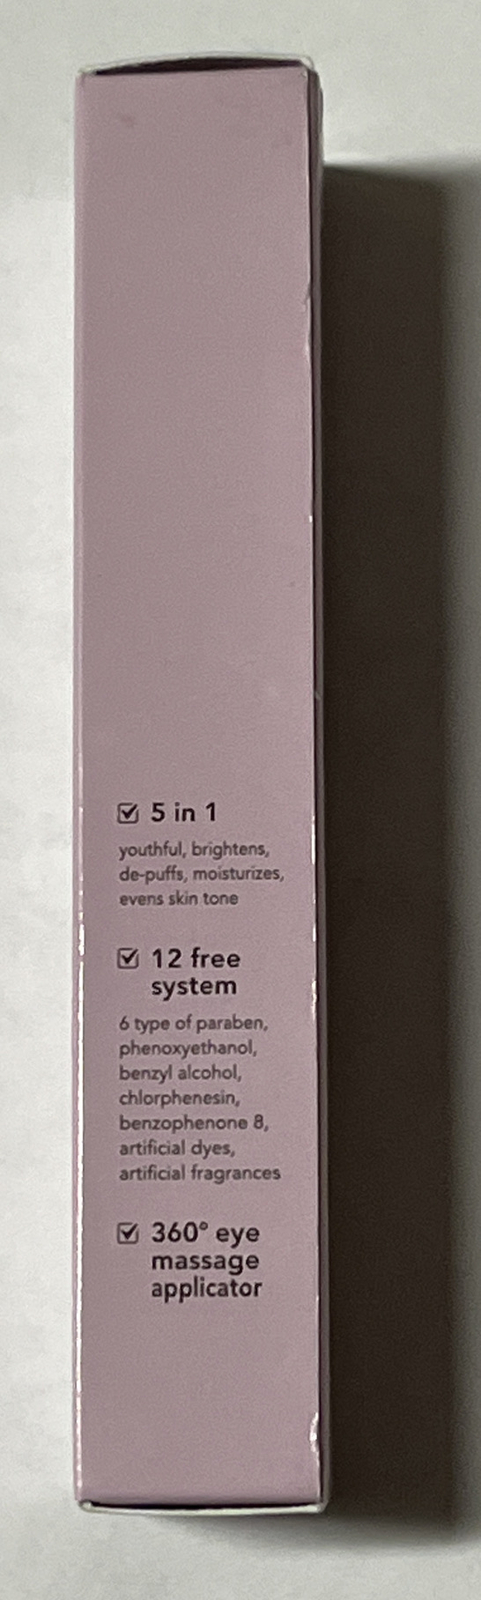 5 in 1
youthful, brightens,
de-puffs, moisturizes,
evens skin tone
12 free
system
6 type of paraben,
phenoxyethanol,
benzyl alcohol,
chlorphenesin,
benzophenone 8,
artificial dyes,
artificial fragrances
360° eye
massage
applicator